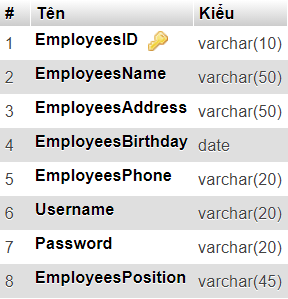 # Tên Kiểu
1 EmployeesID varchar(10)
2 EmployeesName varchar(50)
3 EmployeesAddress varchar(50)
4 EmployeesBirthday date
5 EmployeesPhone varchar(20)
6 Username varchar(20)
7 Password varchar(20)
8 EmployeesPosition varchar(45)